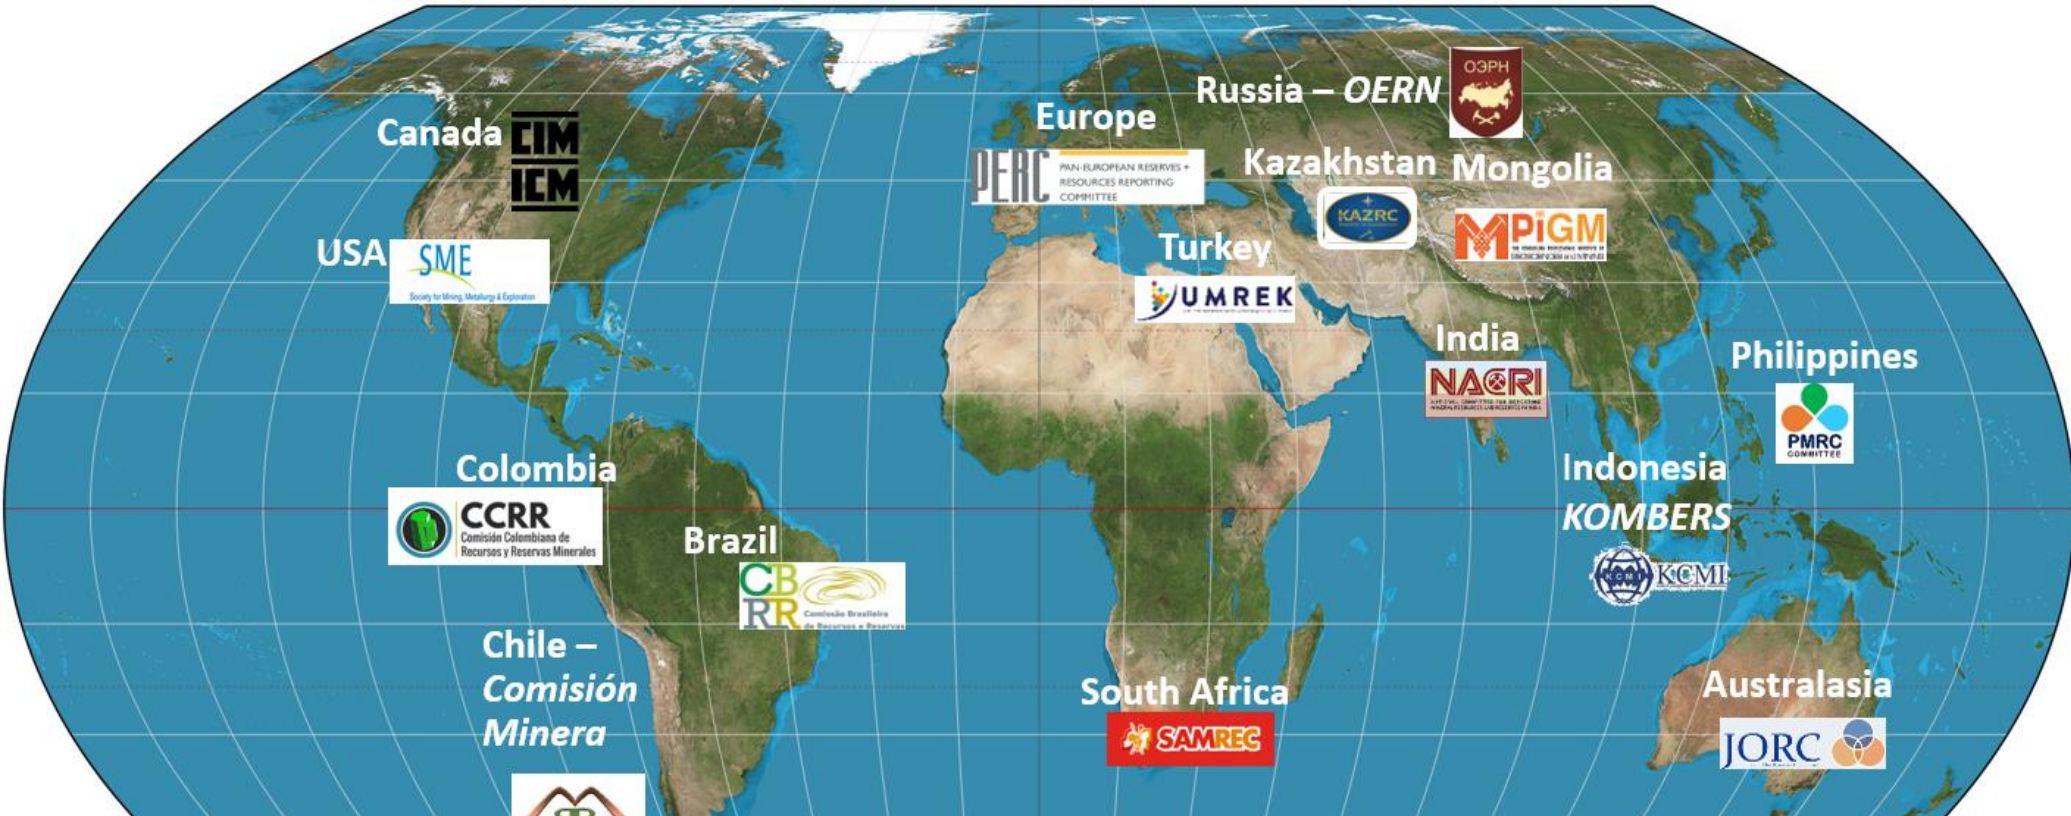 Canada
CIM
ICM
USA
SME
Society for Mining, Metallurgy & Exploration
Europe
PERC
PAN-EUROPEAN RESERVES +
RESOURCES REPORTING
COMMITTEE
Russia – OERN
ОЭРН
Kazakhstan
KAZRC
Mongolia
MPIGM
Turkey
UMREK
India
NACRI
Philippines
PMRC
COMMITTEE
Indonesia
KOMBERS
KCMI
KCMI
Colombia
CCRR
Comisión Colombiana de
Recursos y Reservas Minerales
Brazil
CB
RR
Comissão Brasileira
de Recursos e Reservas
Chile –
Comisión
Minera
South Africa
SAMREC
Australasia
JORC